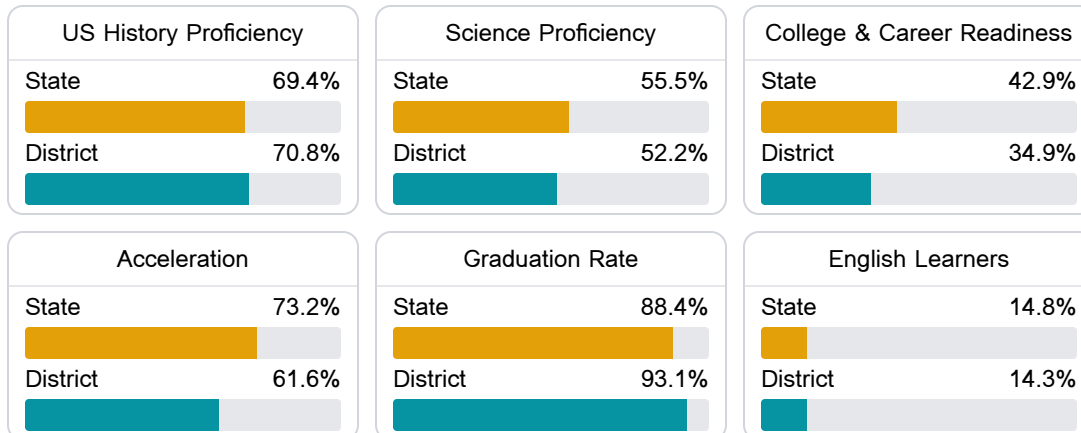 US History Proficiency
State 69.4%
District 70.8%
Science Proficiency
State 55.5%
District 52.2%
College & Career Readiness
State 42.9%
District 34.9%
Acceleration
State 73.2%
District 61.6%
Graduation Rate
State 88.4%
District 93.1%
English Learners
State 14.8%
District 14.3%